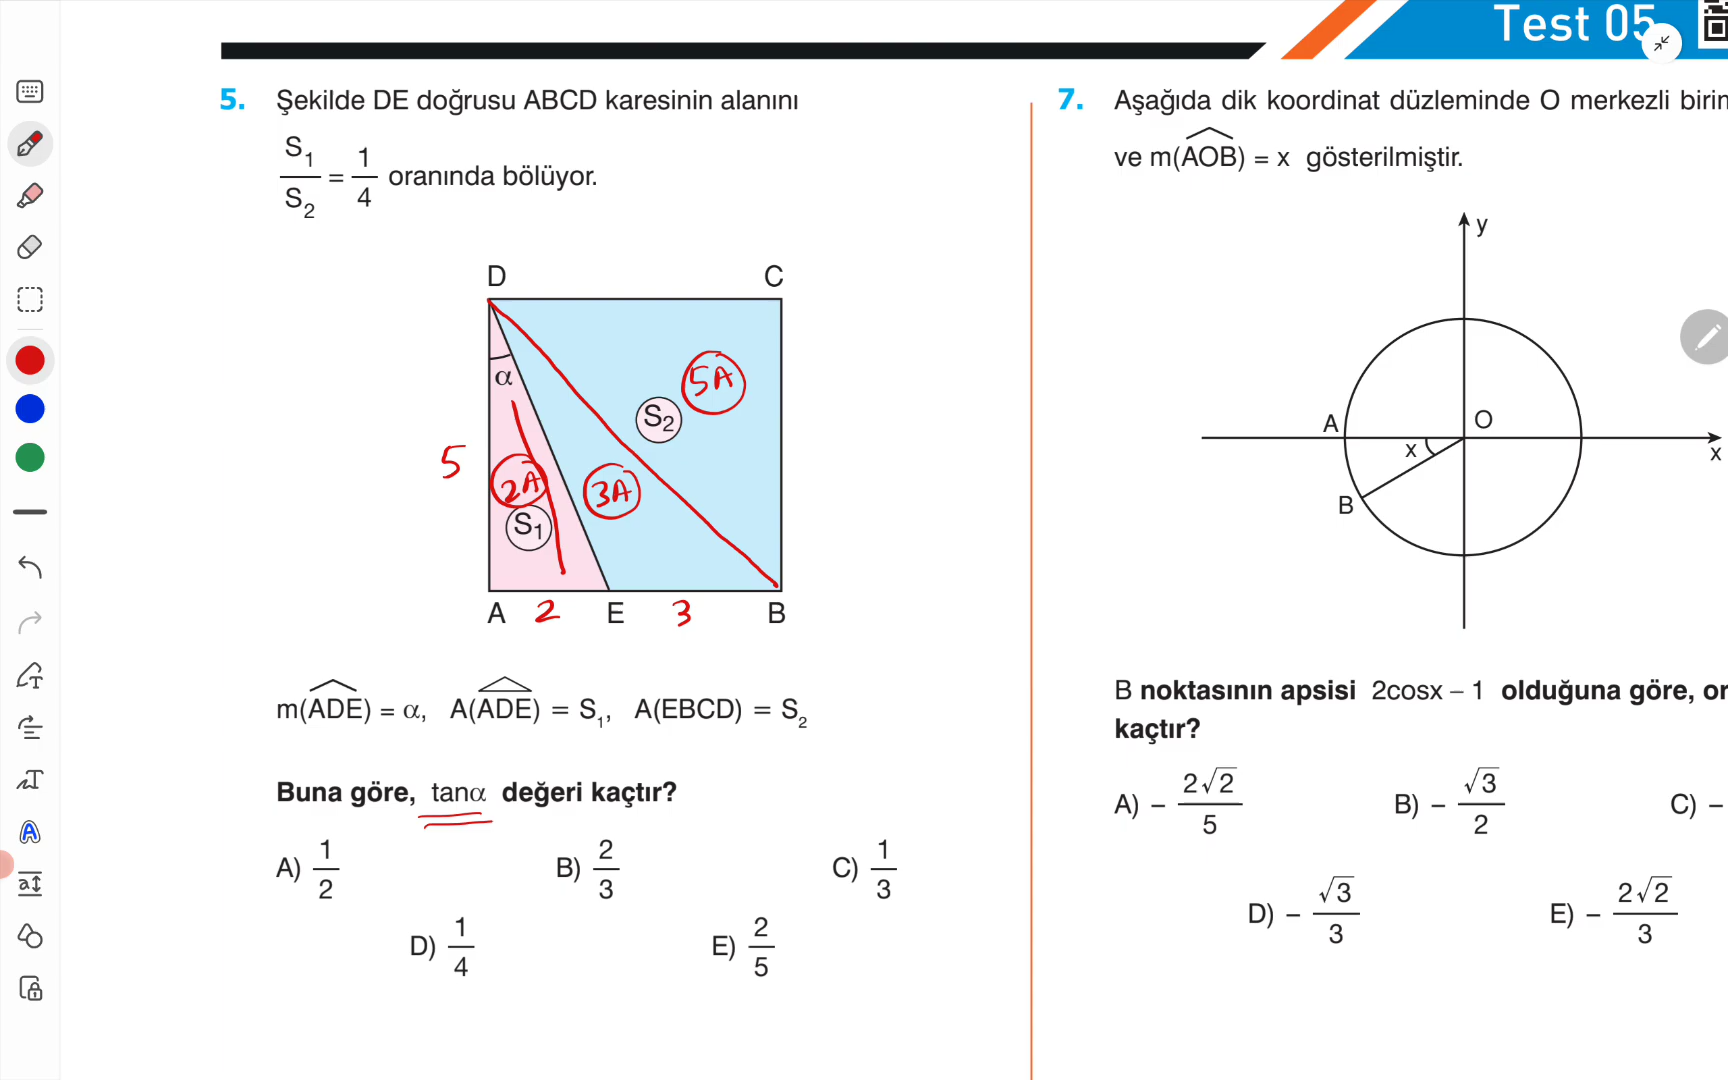 Test 05
5. Şekilde DE doğrusu ABCD karesinin alanını
S₁/S₂ = 1/4 oranında bölüyor.
D C
α
S₂ 5A
5 2A 3A
S₁
A 2 E 3 B
m(ADE) = α, A(ADE) = S₁, A(EBCD) = S₂
Buna göre, tanα değeri kaçtır?
A) 1/2 B) 2/3 C) 1/3
D) 1/4 E) 2/5
7. Aşağıda dik koordinat düzleminde O merkezli
ve m(AOB) = x gösterilmiştir.
y
A O
x x
B
B noktasının apsisi 2cosx – 1 olduğuna göre,
kaçtır?
A) – 2√2/5 B) – √3/2 C) –
D) – √3/3 E) – 2√2/3